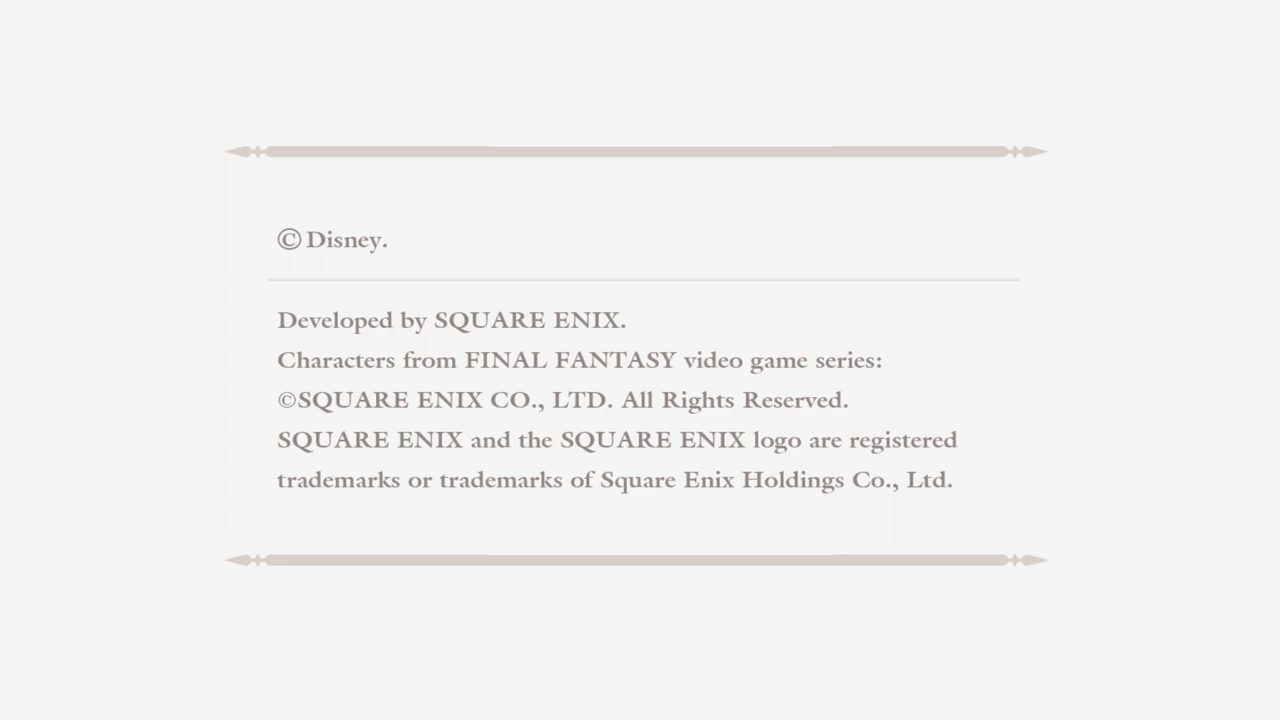 © Disney.
Developed by SQUARE ENIX.
Characters from FINAL FANTASY video game series:
©SQUARE ENIX CO., LTD. All Rights Reserved.
SQUARE ENIX and the SQUARE ENIX logo are registered
trademarks or trademarks of Square Enix Holdings Co., Ltd.